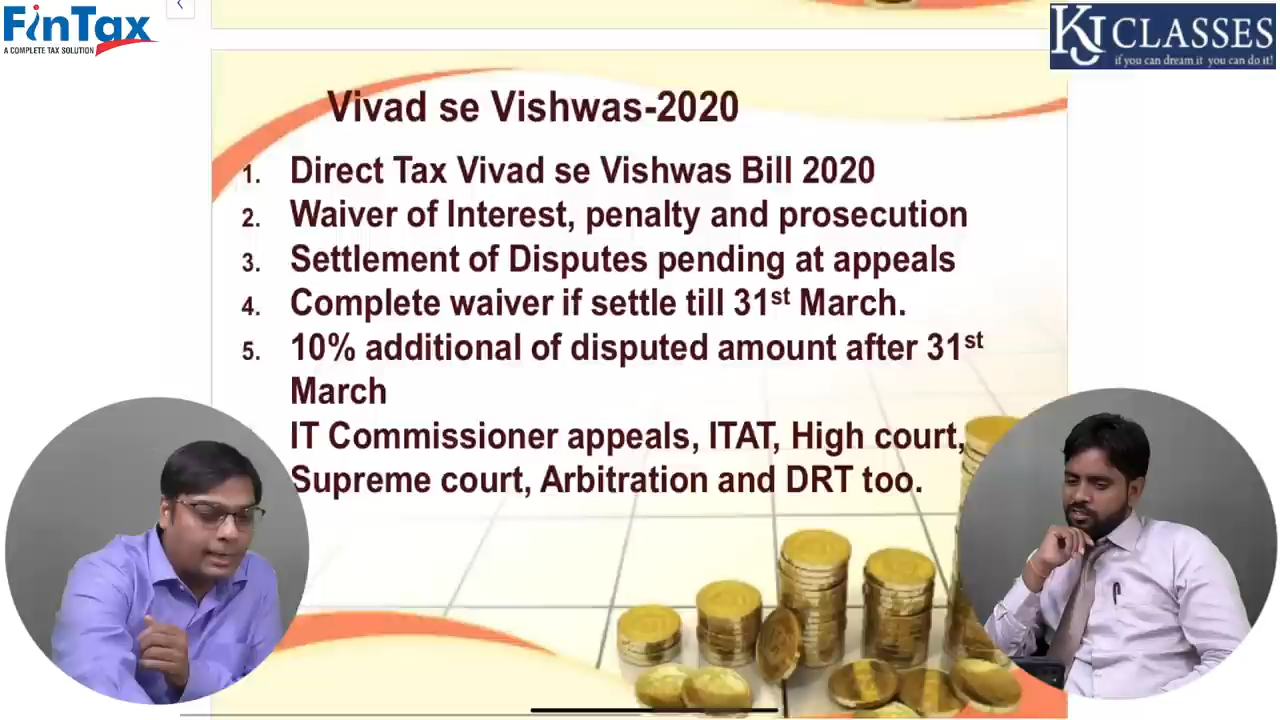 FinTax
A COMPLETE TAX SOLUTION
KJ CLASSES
if you can dream it you can do it!
Vivad se Vishwas-2020
1. Direct Tax Vivad se Vishwas Bill 2020
2. Waiver of Interest, penalty and prosecution
3. Settlement of Disputes pending at appeals
4. Complete waiver if settle till 31st March.
5. 10% additional of disputed amount after 31st
March
IT Commissioner appeals, ITAT, High court,
Supreme court, Arbitration and DRT too.